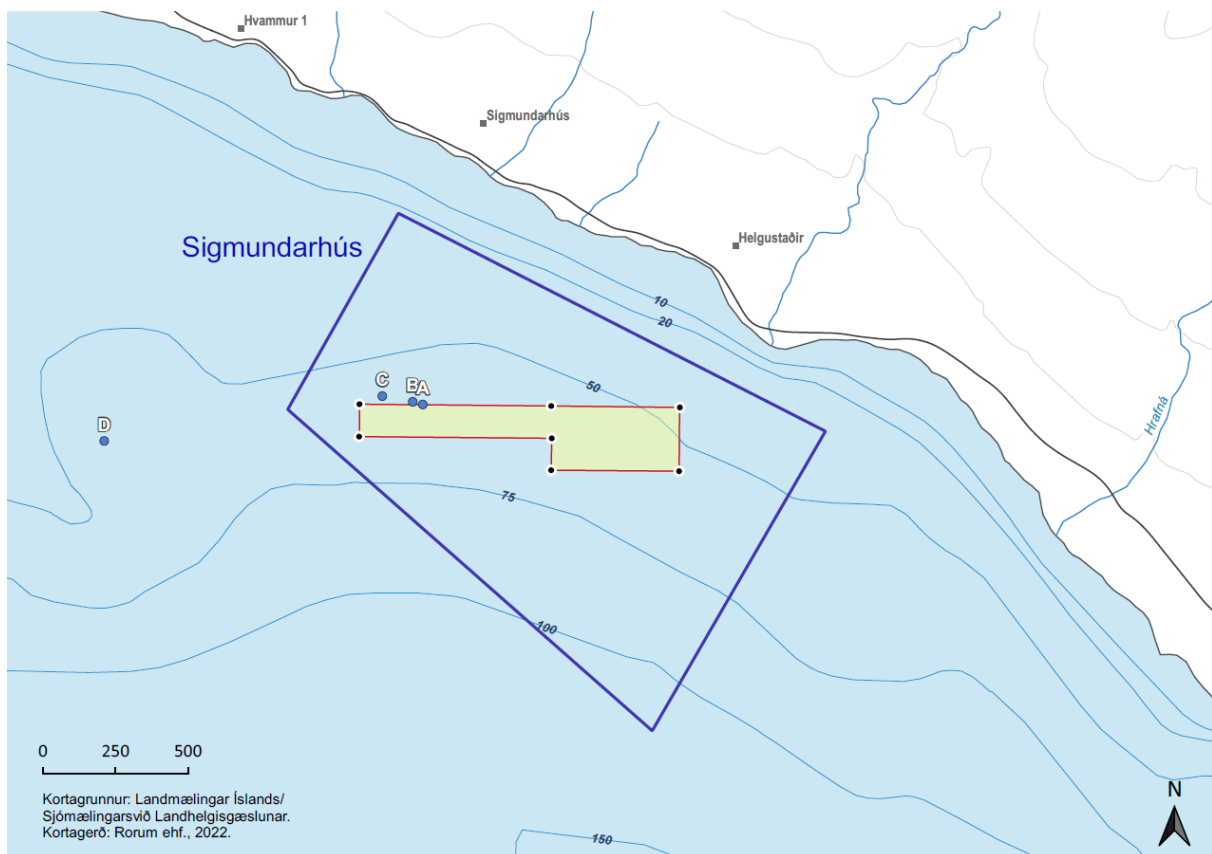 Hvammur 1
Sigmundarhús
Helgustaðir
Sigmundarhús
10
20
50
C
B
A
D
Hrafná
75
100
0 250 500
N
Kortagrunnur: Landmælingar Íslands/
Sjómælingarsvið Landhelgisgæslunar.
Kortagerð: Rorum ehf., 2022.
150